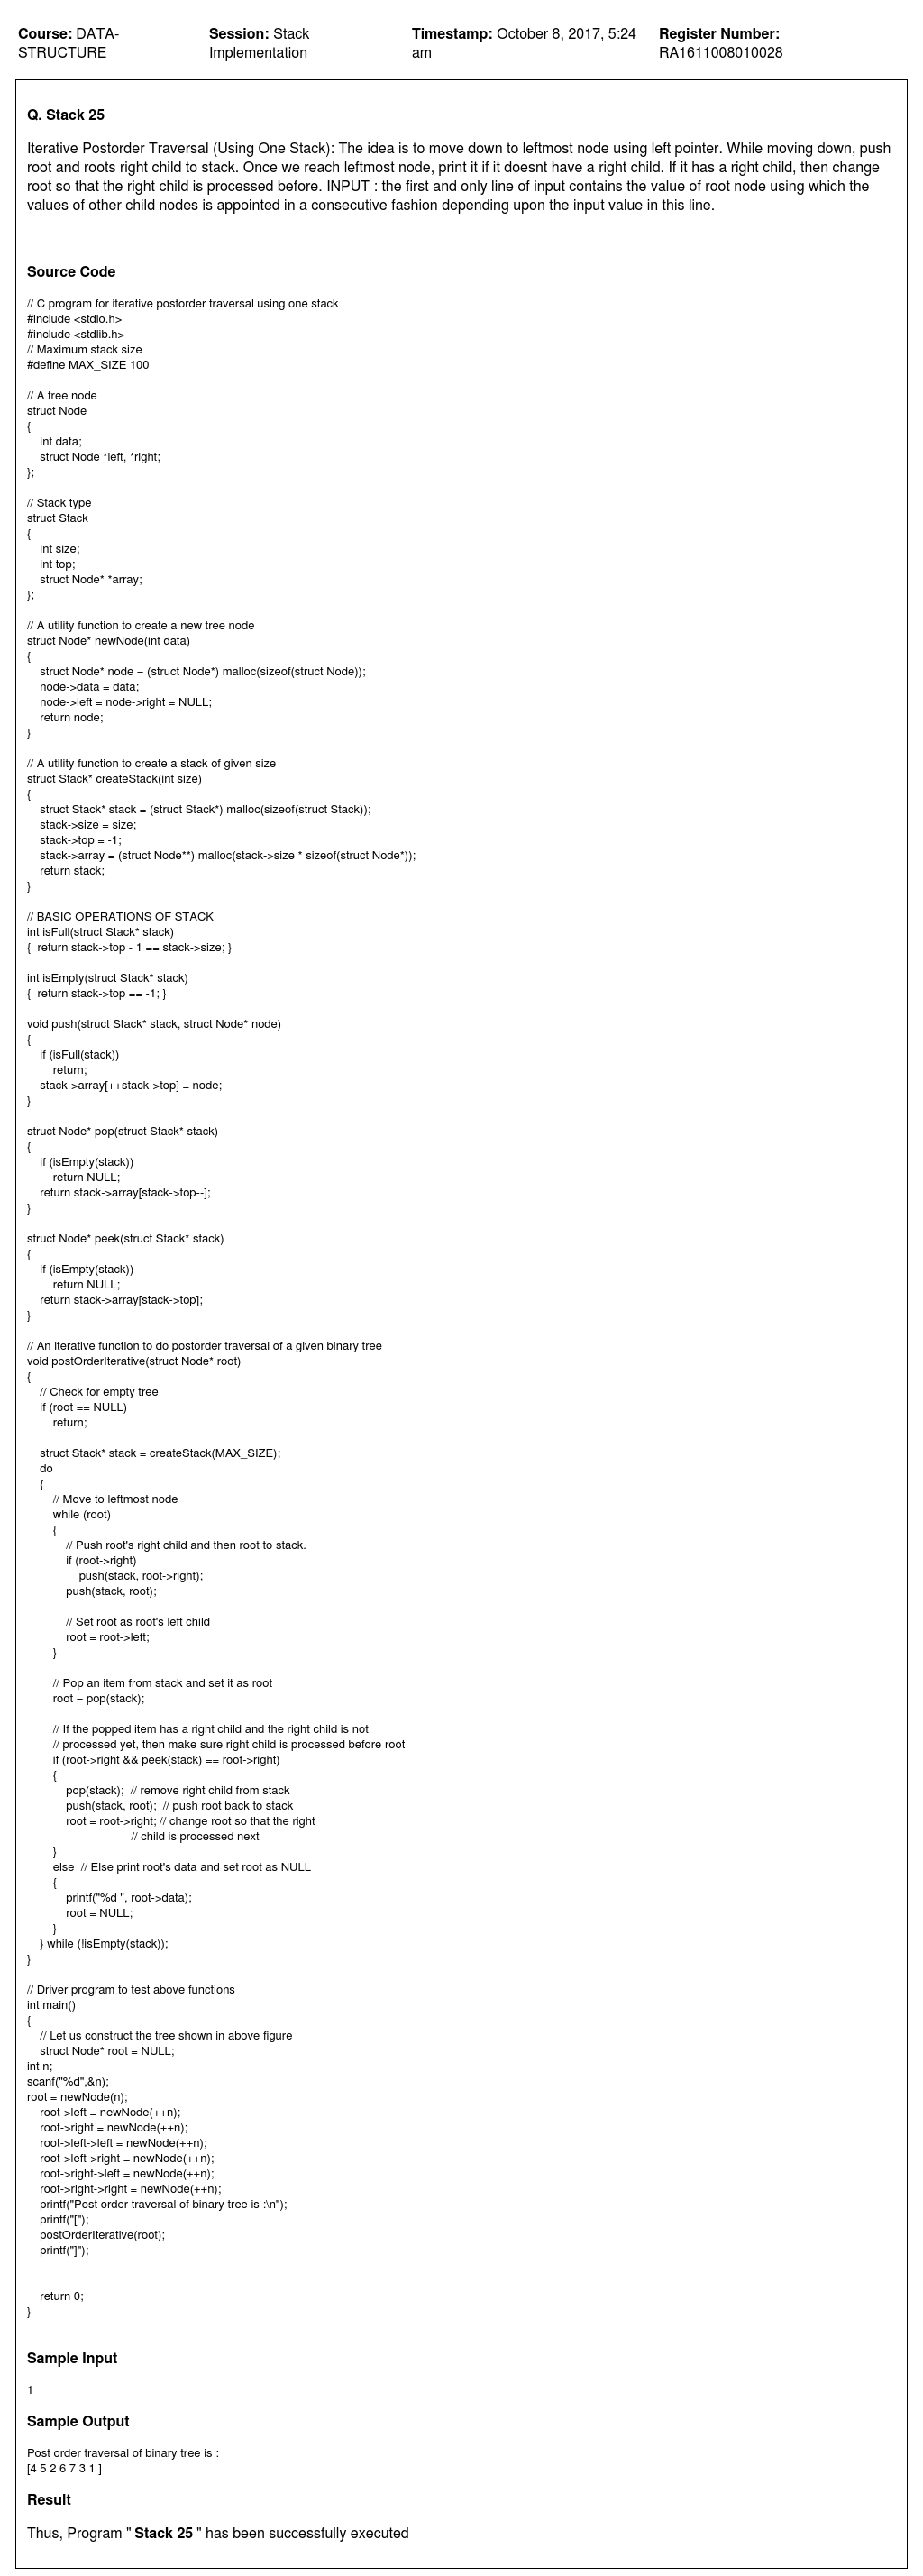 Course: DATA-STRUCTURE
Session: Stack Implementation
Timestamp: October 8, 2017, 5:24 am
Register Number: RA1611008010028
Q. Stack 25
Iterative Postorder Traversal (Using One Stack): The idea is to move down to leftmost node using left pointer. While moving down, push
root and roots right child to stack. Once we reach leftmost node, print it if it doesnt have a right child. If it has a right child, then change
root so that the right child is processed before. INPUT : the first and only line of input contains the value of root node using which the
values of other child nodes is appointed in a consecutive fashion depending upon the input value in this line.
Source Code
// C program for iterative postorder traversal using one stack
#include <stdio.h>
#include <stdlib.h>
// Maximum stack size
#define MAX_SIZE 100

// A tree node
struct Node
{
    int data;
    struct Node *left, *right;
};

// Stack type
struct Stack
{
    int size;
    int top;
    struct Node* *array;
};

// A utility function to create a new tree node
struct Node* newNode(int data)
{
    struct Node* node = (struct Node*) malloc(sizeof(struct Node));
    node->data = data;
    node->left = node->right = NULL;
    return node;
}

// A utility function to create a stack of given size
struct Stack* createStack(int size)
{
    struct Stack* stack = (struct Stack*) malloc(sizeof(struct Stack));
    stack->size = size;
    stack->top = -1;
    stack->array = (struct Node**) malloc(stack->size * sizeof(struct Node*));
    return stack;
}

// BASIC OPERATIONS OF STACK
int isFull(struct Stack* stack)
{  return stack->top - 1 == stack->size; }

int isEmpty(struct Stack* stack)
{  return stack->top == -1; }

void push(struct Stack* stack, struct Node* node)
{
    if (isFull(stack))
        return;
    stack->array[++stack->top] = node;
}

struct Node* pop(struct Stack* stack)
{
    if (isEmpty(stack))
        return NULL;
    return stack->array[stack->top--];
}

struct Node* peek(struct Stack* stack)
{
    if (isEmpty(stack))
        return NULL;
    return stack->array[stack->top];
}

// An iterative function to do postorder traversal of a given binary tree
void postOrderIterative(struct Node* root)
{
    // Check for empty tree
    if (root == NULL)
        return;

    struct Stack* stack = createStack(MAX_SIZE);
    do
    {
        // Move to leftmost node
        while (root)
        {
            // Push root's right child and then root to stack.
            if (root->right)
                push(stack, root->right);
            push(stack, root);

            // Set root as root's left child
            root = root->left;
        }

        // Pop an item from stack and set it as root
        root = pop(stack);

        // If the popped item has a right child and the right child is not
        // processed yet, then make sure right child is processed before root
        if (root->right && peek(stack) == root->right)
        {
            pop(stack);  // remove right child from stack
            push(stack, root);  // push root back to stack
            root = root->right; // change root so that the right
                                // child is processed next
        }
        else  // Else print root's data and set root as NULL
        {
            printf("%d ", root->data);
            root = NULL;
        }
    } while (!isEmpty(stack));
}

// Driver program to test above functions
int main()
{
    // Let us construct the tree shown in above figure
    struct Node* root = NULL;
int n;
scanf("%d",&n);
root = newNode(n);
    root->left = newNode(++n);
    root->right = newNode(++n);
    root->left->left = newNode(++n);
    root->left->right = newNode(++n);
    root->right->left = newNode(++n);
    root->right->right = newNode(++n);
    printf("Post order traversal of binary tree is :\n");
    printf("[");
    postOrderIterative(root);
    printf("]");

    return 0;
}
Sample Input
1
Sample Output
Post order traversal of binary tree is :
[4 5 2 6 7 3 1 ]
Result
Thus, Program " Stack 25 " has been successfully executed